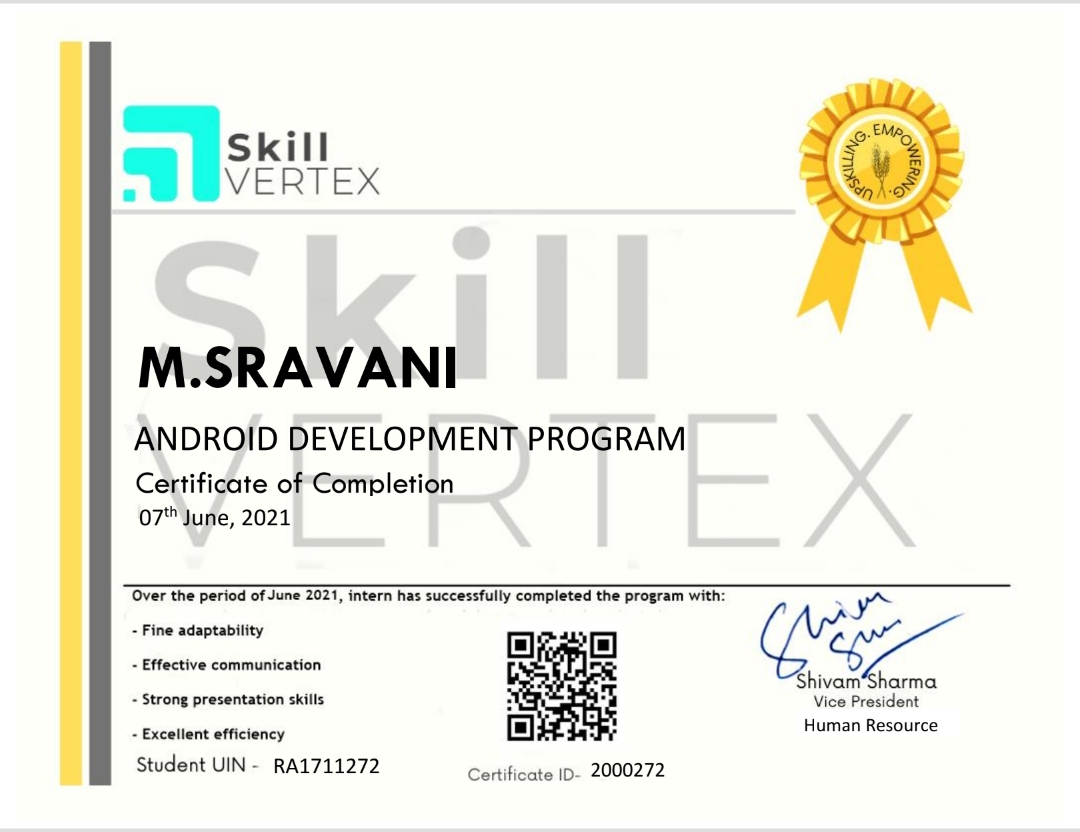 Skill
VERTEX
UPSKILLING. EMPOWERING.
Skill
VERTEX
M.SRAVANI
ANDROID DEVELOPMENT PROGRAM
Certificate of Completion
07th June, 2021
Over the period of June 2021, intern has successfully completed the program with:
- Fine adaptability
- Effective communication
- Strong presentation skills
- Excellent efficiency
Student UIN - RA1711272
Certificate ID- 2000272
Shivam Sharma
Vice President
Human Resource